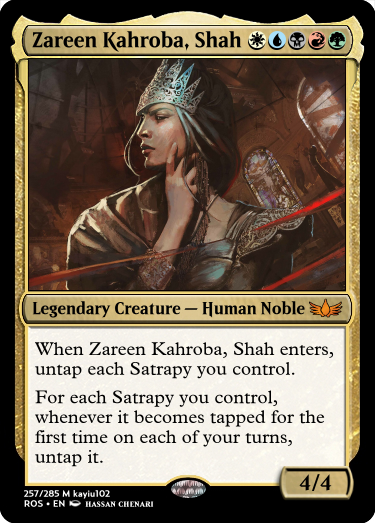 Zareen Kahroba, Shah
Legendary Creature — Human Noble
When Zareen Kahroba, Shah enters,
untap each Satrapy you control.
For each Satrapy you control,
whenever it becomes tapped for the
first time on each of your turns,
untap it.
4/4
257/285 M kayiu102
ROS • EN HASSAN CHENARI